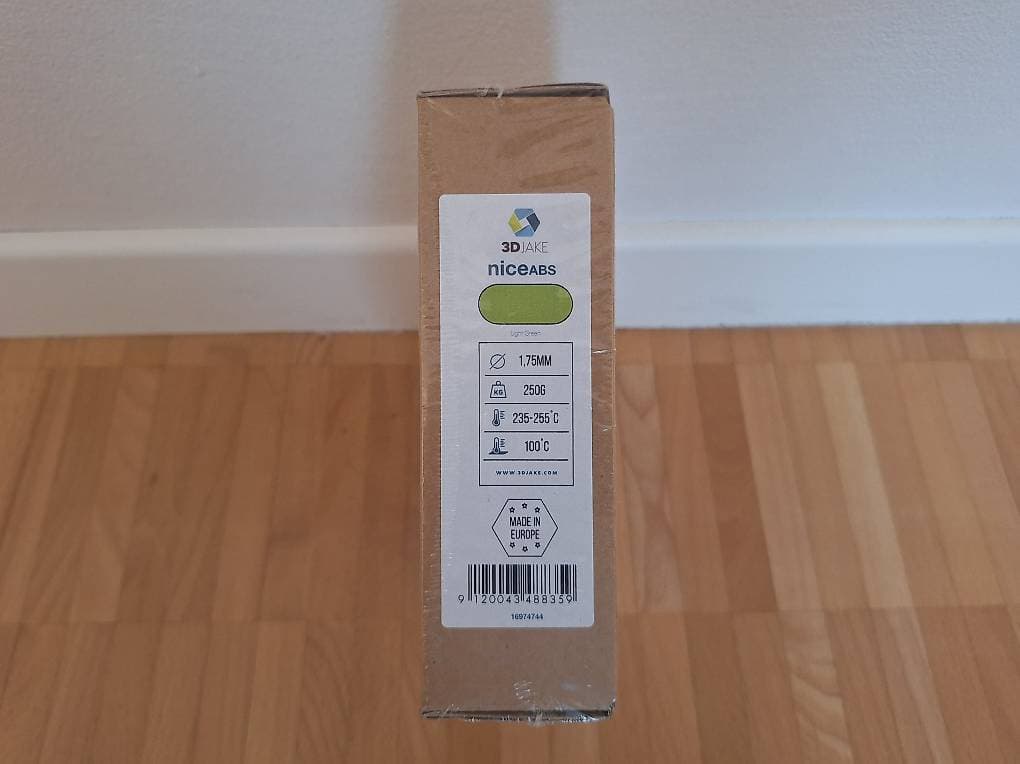 3DJAKE
niceABS
Light Green
1,75MM
KG
250G
235-255°C
100°C
WWW.3DJAKE.COM
MADE IN
EUROPE
9 120043 488359
16974744